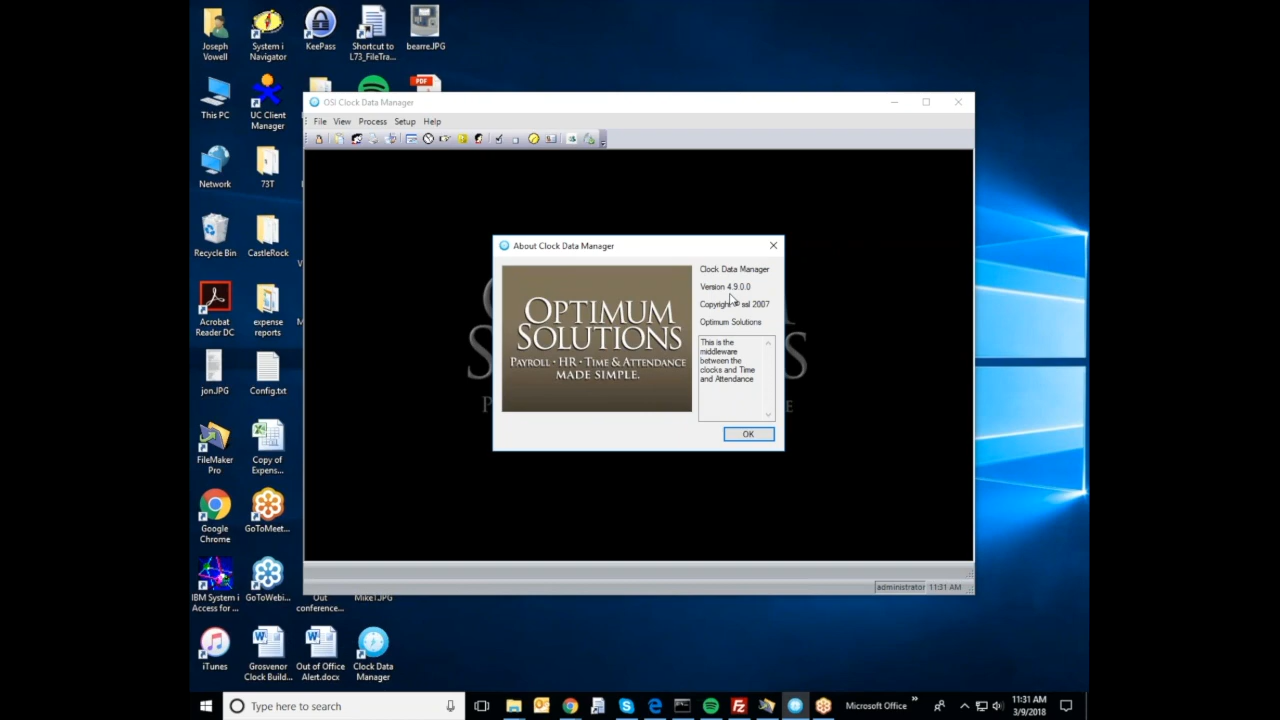 Joseph Vowell
System i Navigator
KeePass
Shortcut to L73_FileTra...
bearre.JPG
This PC
UC Client Manager
PDF
Network
73T
Recycle Bin
CastleRock
Acrobat Reader DC
expense reports
jon.JPG
Config.txt
FileMaker Pro
Copy of Expens...
Google Chrome
GoToMeet...
IBM System i Access for ...
GoToWebi...
Out conference...
Mike1.JPG
iTunes
Grosvenor Clock Build...
Out of Office Alert.docx
Clock Data Manager
OSI Clock Data Manager
File View Process Setup Help
About Clock Data Manager
OPTIMUM
SOLUTIONS
PAYROLL · HR · TIME & ATTENDANCE
MADE SIMPLE.
Clock Data Manager
Version 4.9.0.0
Copyright © ssl 2007
Optimum Solutions
This is the
middleware
between the
clocks and Time
and Attendance
OK
administrator 11:31 AM
Type here to search
Microsoft Office
11:31 AM
3/9/2018